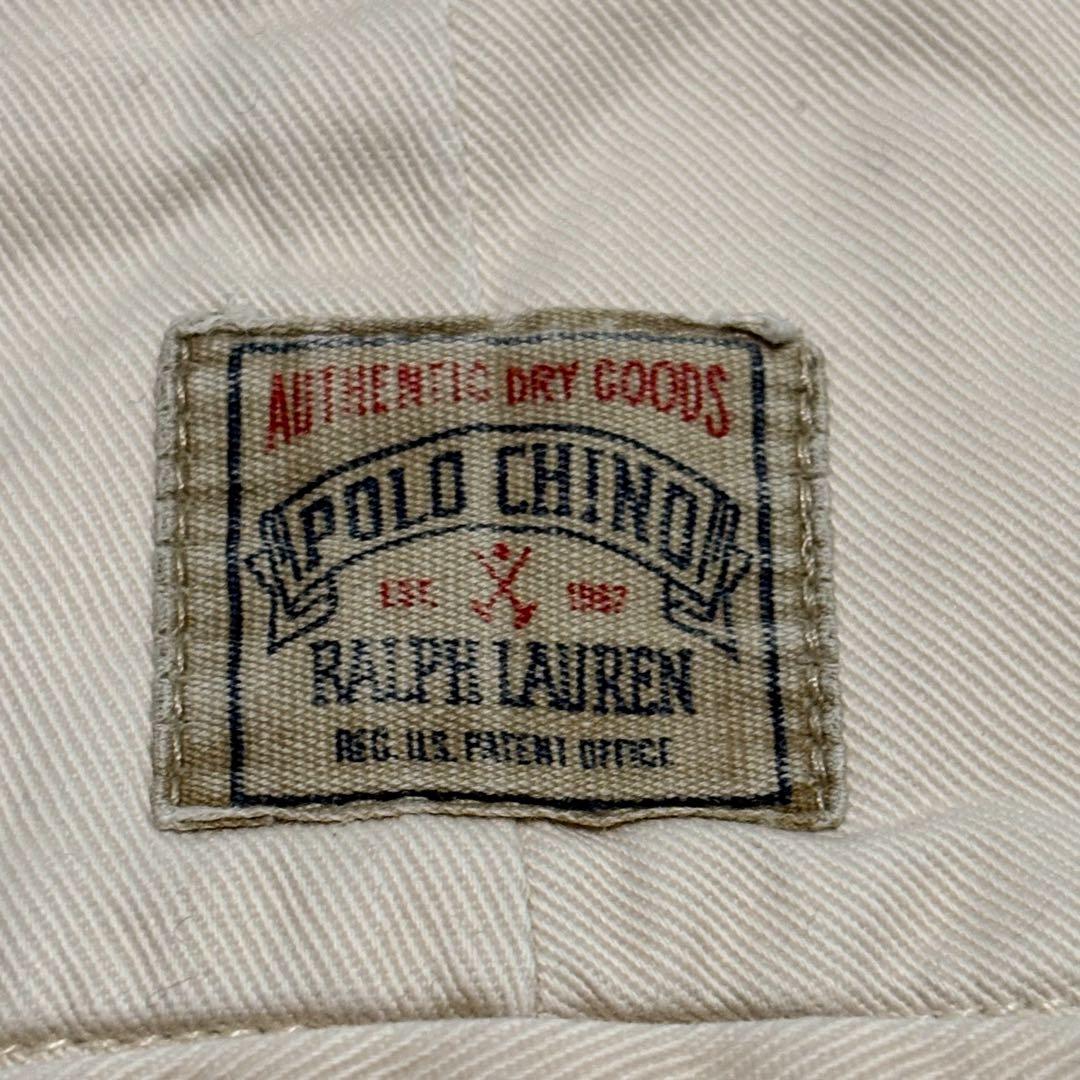 AUTHENTIC DRY GOODS
POLO CHINO
EST. 1967
RALPH LAUREN
REG. U.S. PATENT OFFICE